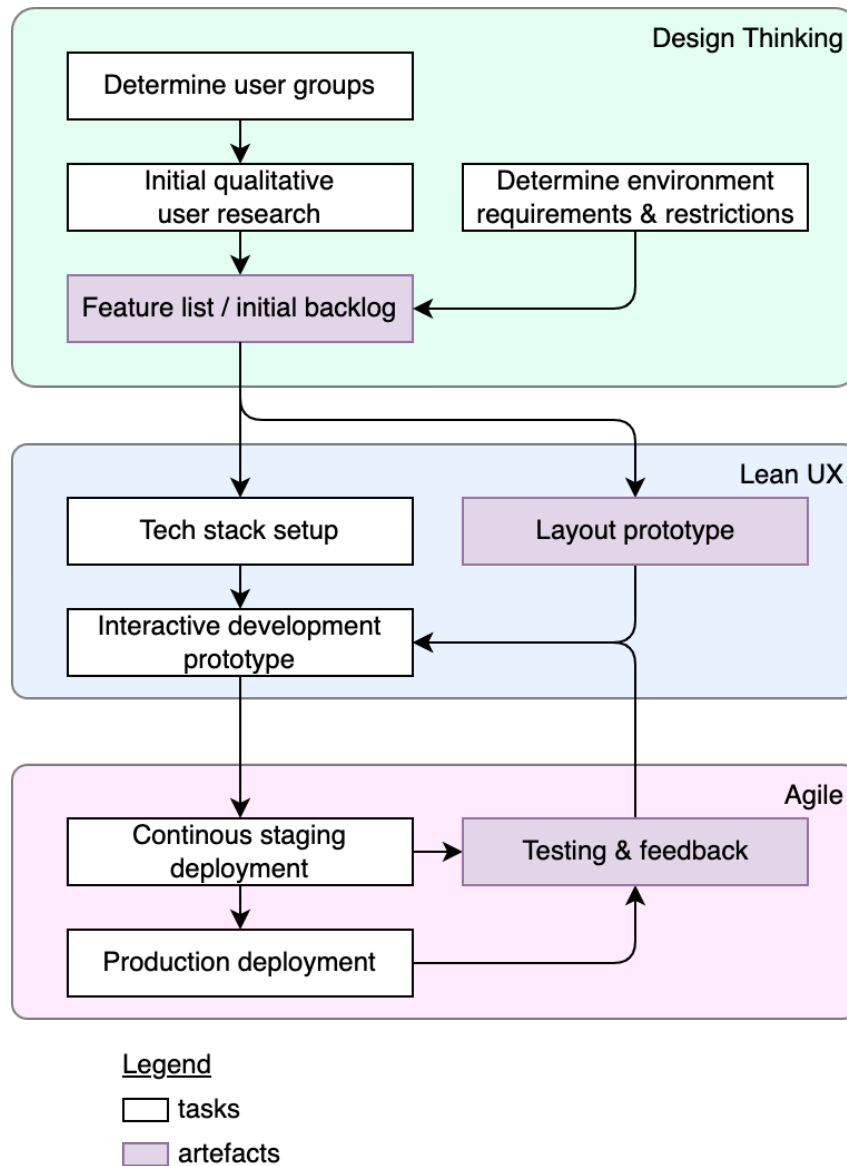 Design Thinking
Determine user groups
Initial qualitative
user research
Determine environment
requirements & restrictions
Feature list / initial backlog
Lean UX
Tech stack setup
Layout prototype
Interactive development
prototype
Agile
Continous staging
deployment
Testing & feedback
Production deployment
Legend
tasks
artefacts